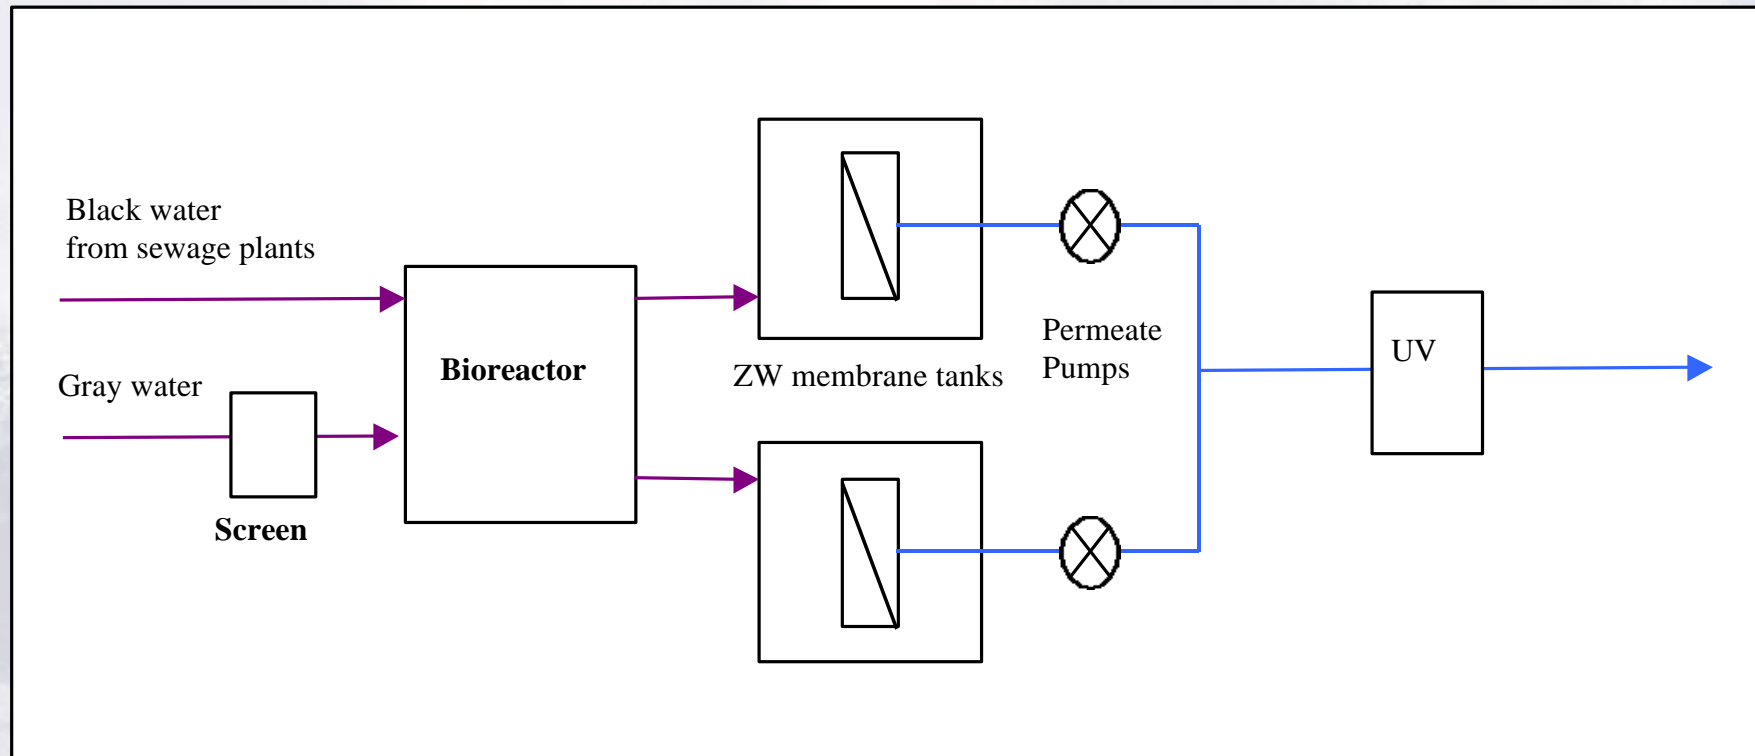 Black water
from sewage plants
Gray water
Screen
Bioreactor
ZW membrane tanks
Permeate
Pumps
UV